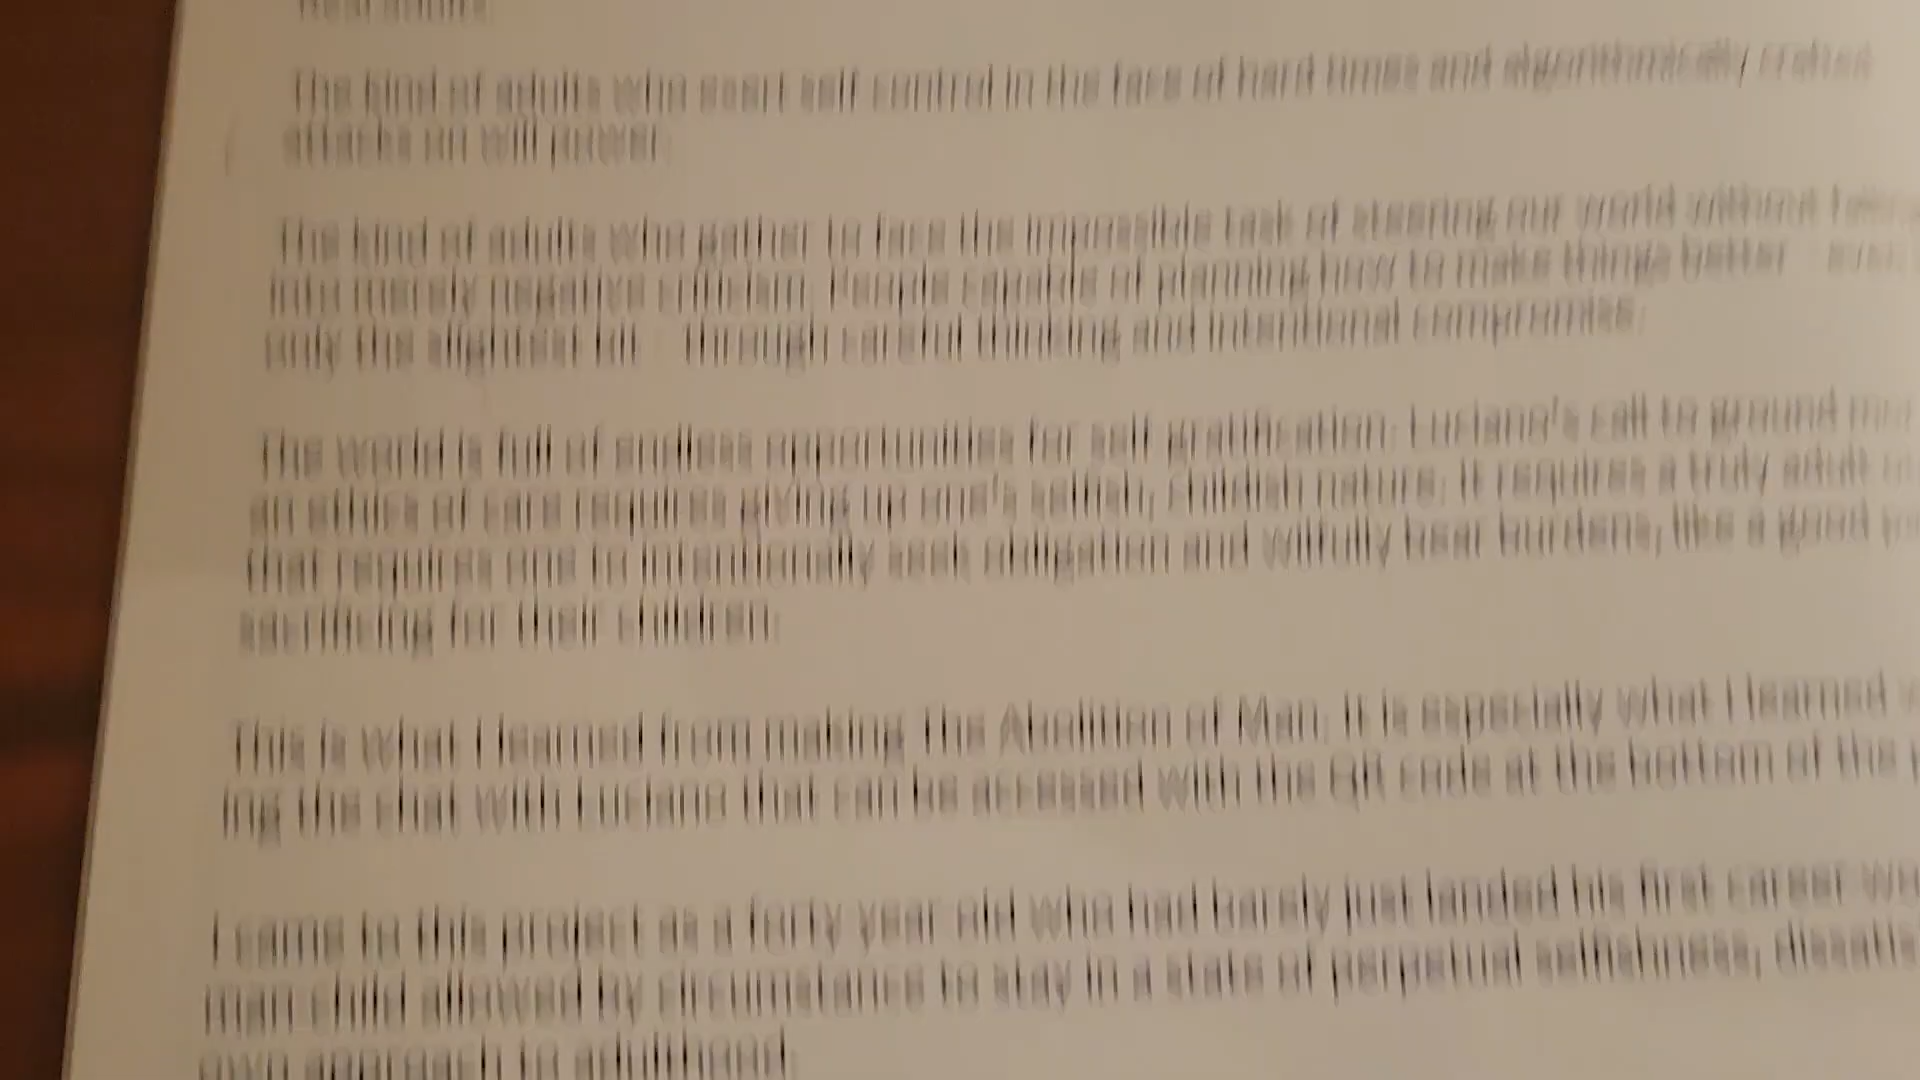 Real adults.
The kind of adults who exert self control in the face of hard times and algorithmically crafted
attacks on will power.
The kind of adults who gather to face the impossible task of steering our world without
into merely negative criticism. People capable of planning how to make things better - even
only the slightest bit - through careful thinking and intentional compromise.
The world is full of endless opportunities for self gratification. Luciano's call to ground
an ethics of care requires giving up one's selfish, childish nature. It requires a truly adult
that requires one to intentionally seek obligation and wilfully bear burdens, like a good
sacrificing for their children.
This is what I learned from making The Abolition of Man. It is especially what I learned
ing the chat with Luciano that can be accessed with the QR code at the bottom of the
I came to this project as a forty year old who had barely just landed his first career
man child allowed by circumstance to stay in a state of perpetual selfishness,
own approach to adulthood.